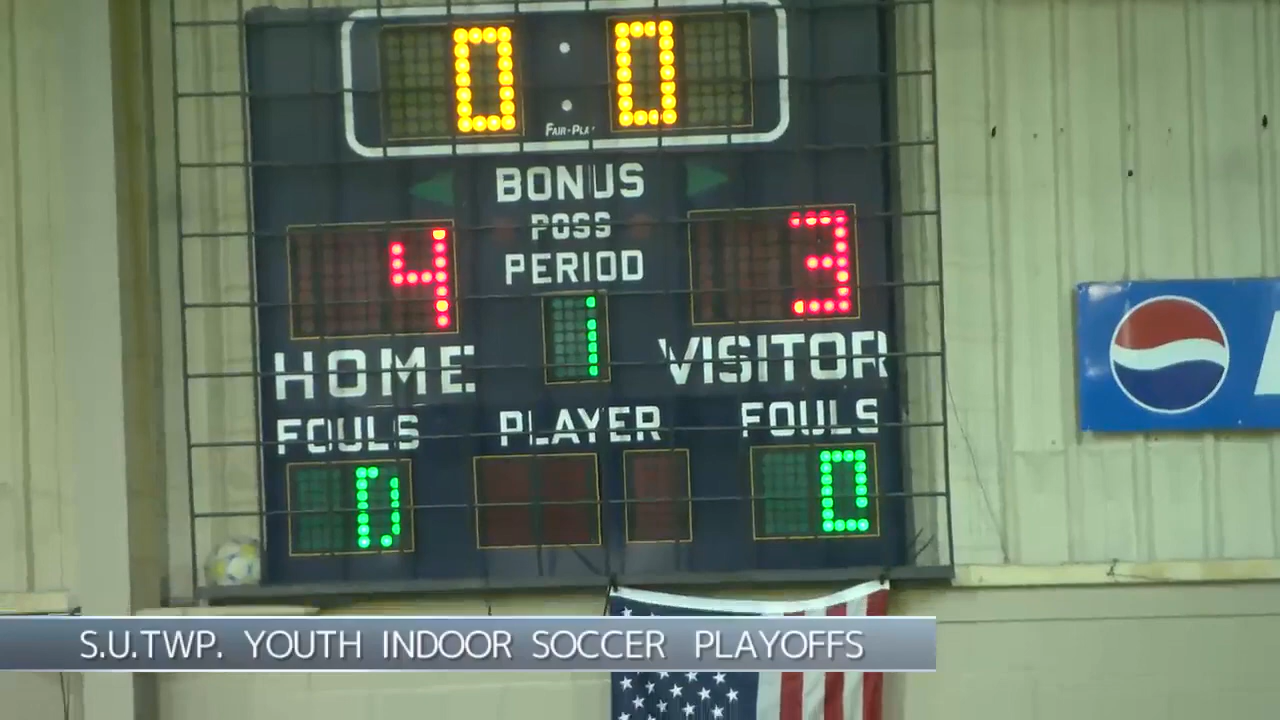 0 : 0
FAIR-PLAY
BONUS
POSS
4 PERIOD 3
1
HOME VISITOR
FOULS PLAYER FOULS
0 0
S.U.TWP. YOUTH INDOOR SOCCER PLAYOFFS